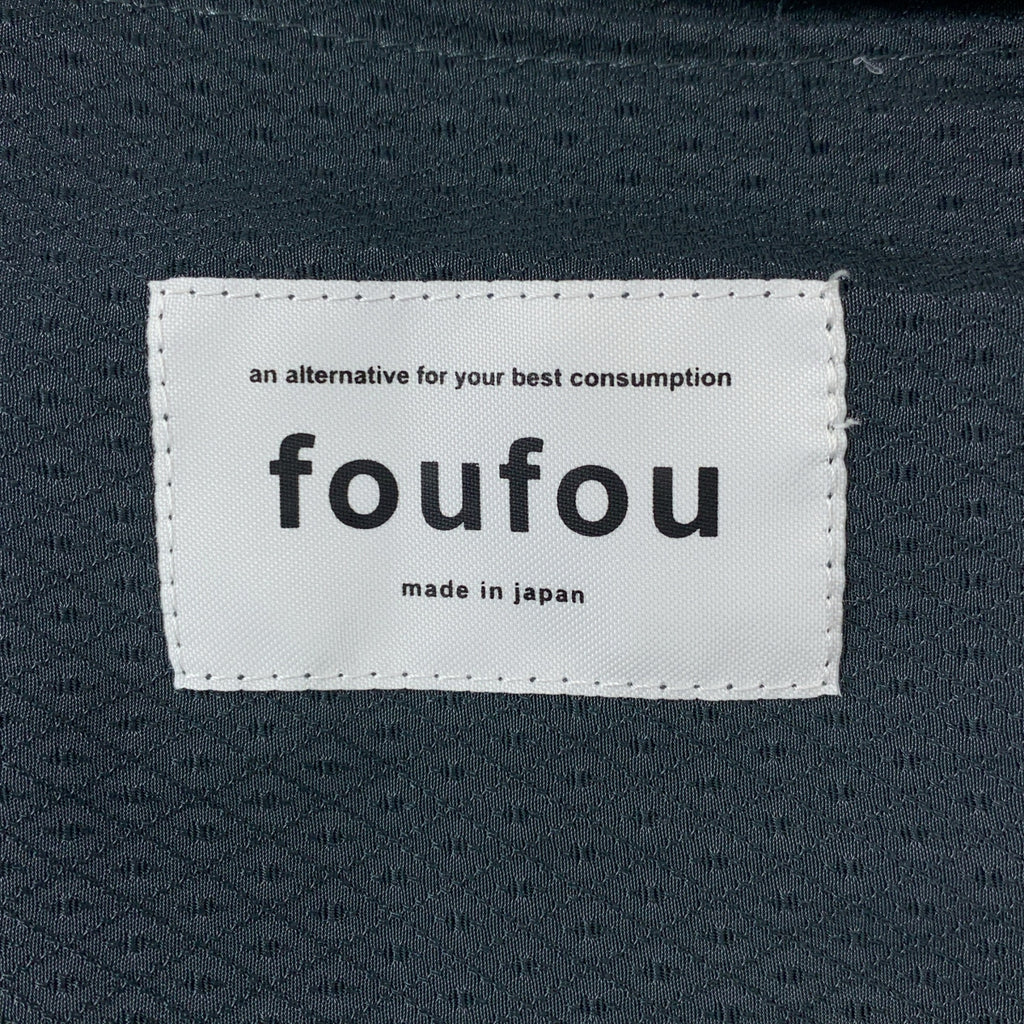 an alternative for your best consumption
foufou
made in japan